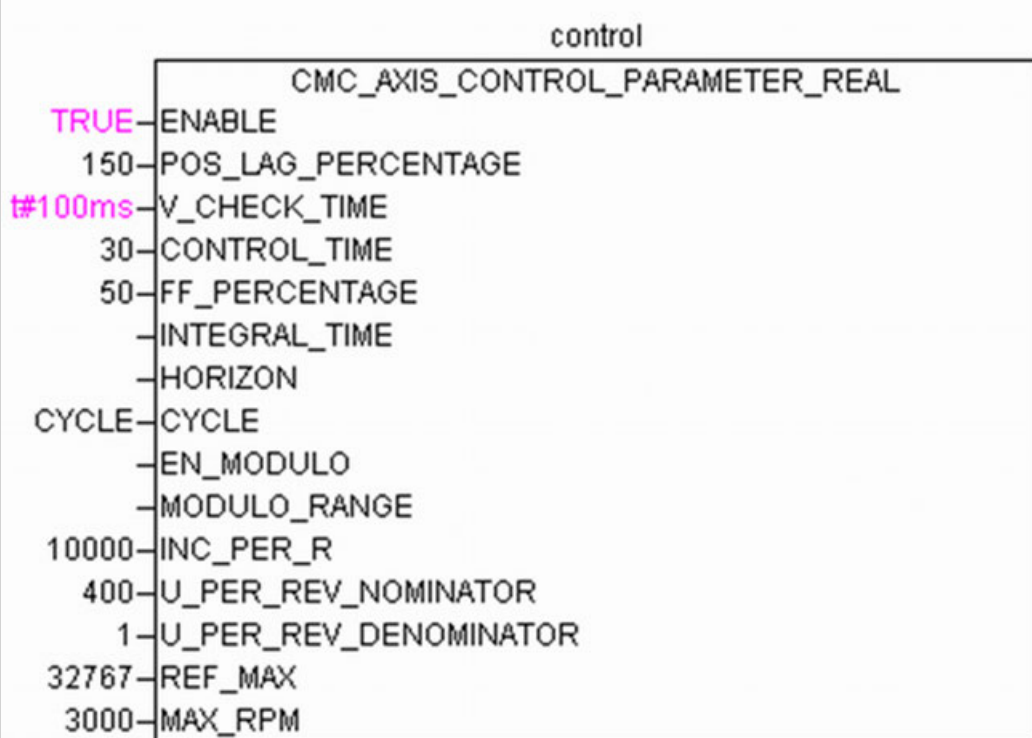 control
CMC_AXIS_CONTROL_PARAMETER_REAL
TRUE ENABLE
150 POS_LAG_PERCENTAGE
t#100ms V_CHECK_TIME
30 CONTROL_TIME
50 FF_PERCENTAGE
INTEGRAL_TIME
HORIZON
CYCLE CYCLE
EN_MODULO
MODULO_RANGE
10000 INC_PER_R
400 U_PER_REV_NOMINATOR
1 U_PER_REV_DENOMINATOR
32767 REF_MAX
3000 MAX_RPM